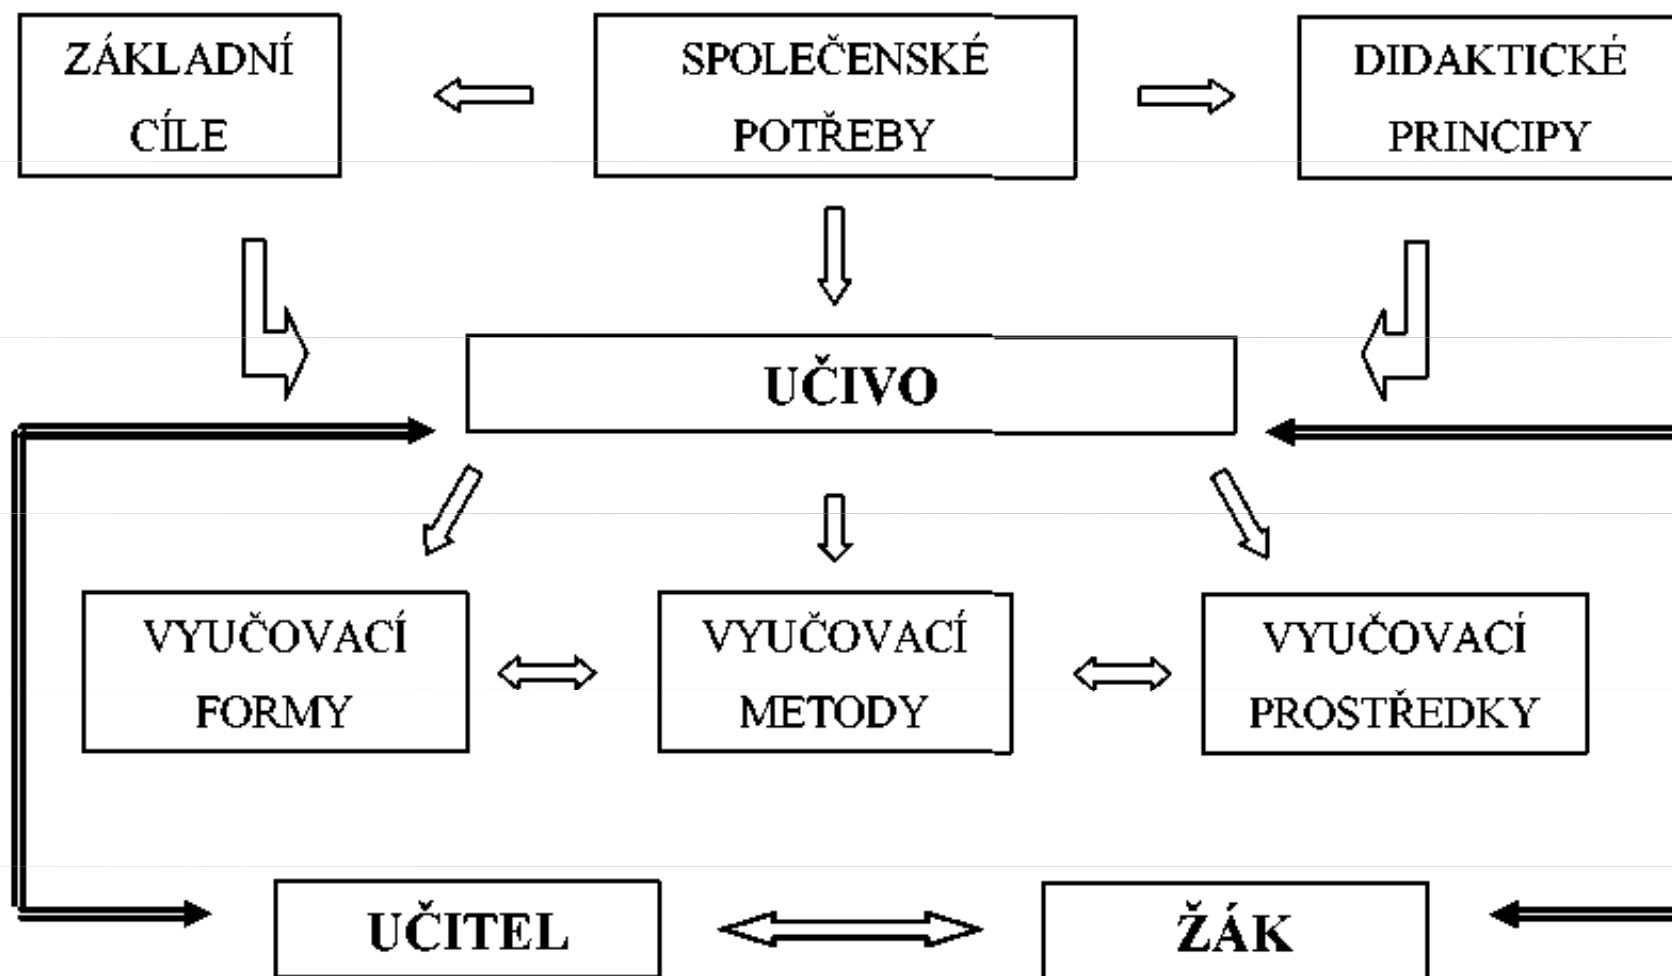 ZÁKLADNÍ
CÍLE
SPOLEČENSKÉ
POTŘEBY
DIDAKTICKÉ
PRINCIPY
UČIVO
VYUČOVACÍ
FORMY
VYUČOVACÍ
METODY
VYUČOVACÍ
PROSTŘEDKY
UČITEL
ŽÁK